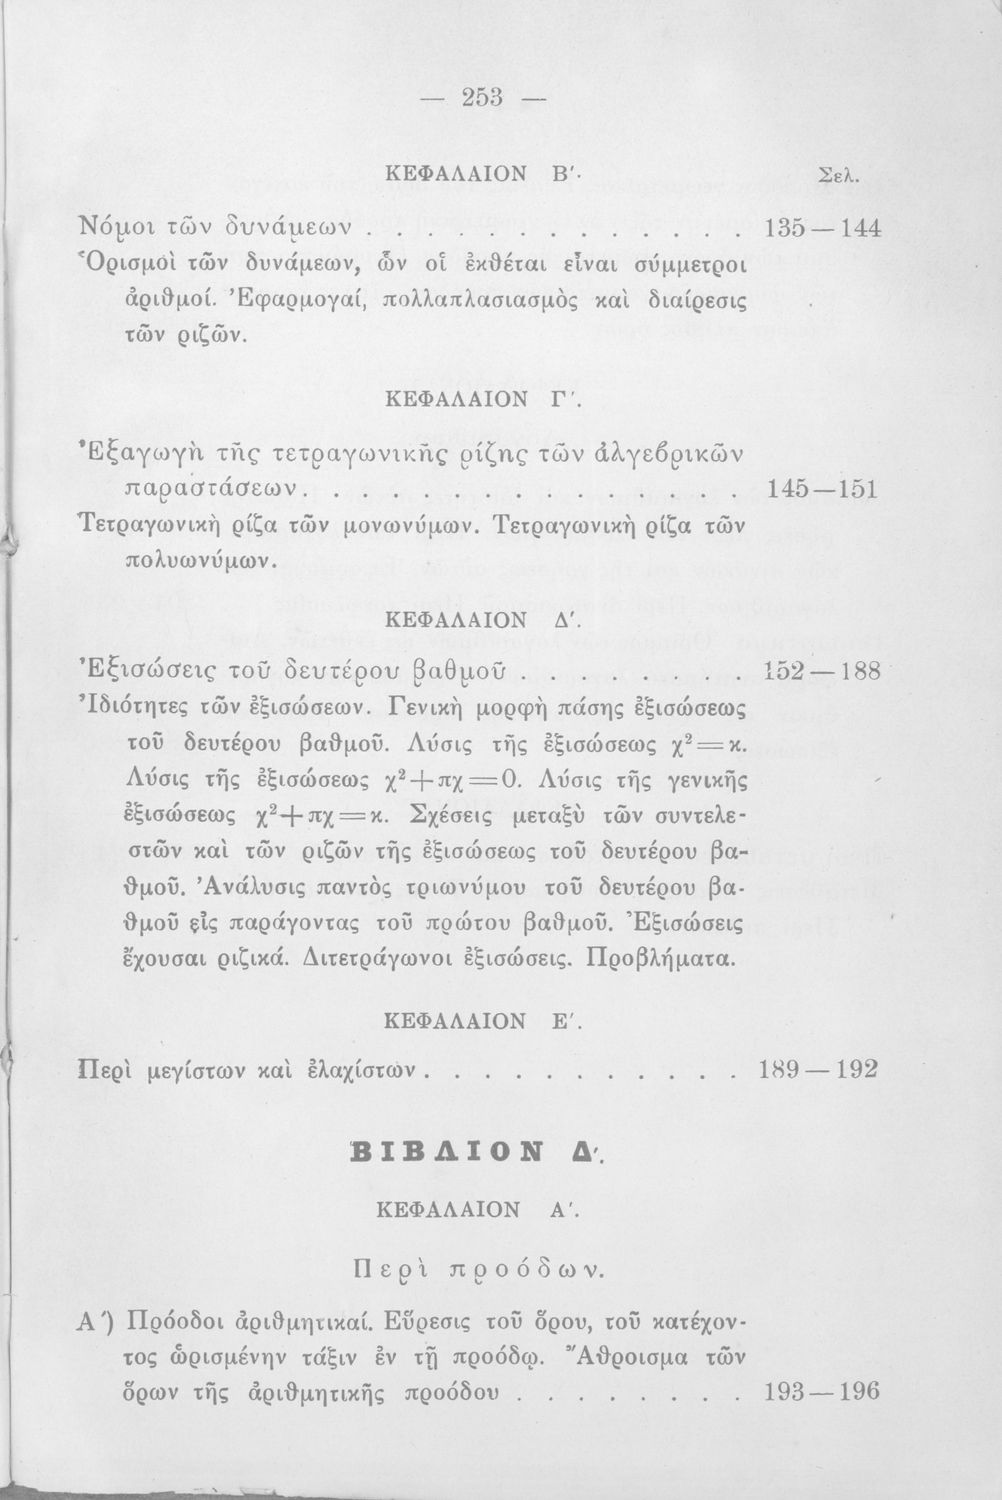 — 253 —
ΚΕΦΑΛΑΙΟΝ Β'. Σελ.
Νόμοι τῶν δυνάμεων . . . . . . . . . . . . . 135 — 144
Ὁρισμοὶ τῶν δυνάμεων, ὧν οἱ ἐκθέται εἶναι σύμμετροι
ἀριθμοί. Ἐφαρμογαί, πολλαπλασιασμὸς καὶ διαίρεσις
τῶν ριζῶν.
ΚΕΦΑΛΑΙΟΝ Γ'.
Ἐξαγωγὴ τῆς τετραγωνικῆς ρίζης τῶν ἀλγεβρικῶν
παραστάσεων. . . . . . . . . . . . . . . 145—151
Τετραγωνικὴ ρίζα τῶν μονωνύμων. Τετραγωνικὴ ρίζα τῶν
πολυωνύμων.
ΚΕΦΑΛΑΙΟΝ Δ'.
Ἐξισώσεις τοῦ δευτέρου βαθμοῦ . . . . . . . . 152 — 188
Ἰδιότητες τῶν ἐξισώσεων. Γενικὴ μορφὴ πάσης ἐξισώσεως
τοῦ δευτέρου βαθμοῦ. Λύσις τῆς ἐξισώσεως χ²=κ.
Λύσις τῆς ἐξισώσεως χ²+πχ=0. Λύσις τῆς γενικῆς
ἐξισώσεως χ²+πχ=κ. Σχέσεις μεταξὺ τῶν συντελε-
στῶν καὶ τῶν ριζῶν τῆς ἐξισώσεως τοῦ δευτέρου βα-
θμοῦ. Ἀνάλυσις παντὸς τριωνύμου τοῦ δευτέρου βα-
θμοῦ εἰς παράγοντας τοῦ πρώτου βαθμοῦ. Ἐξισώσεις
ἔχουσαι ριζικά. Διτετράγωνοι ἐξισώσεις. Προβλήματα.
ΚΕΦΑΛΑΙΟΝ Ε'.
Περὶ μεγίστων καὶ ἐλαχίστων . . . . . . . . . . . 189 — 192
ΒΙΒΛΙΟΝ Δ'.
ΚΕΦΑΛΑΙΟΝ Α'.
Περὶ προόδων.
Α') Πρόοδοι ἀριθμητικαί. Εὕρεσις τοῦ ὅρου, τοῦ κατέχον-
τος ὡρισμένην τάξιν ἐν τῇ προόδῳ. Ἄθροισμα τῶν
ὅρων τῆς ἀριθμητικῆς προόδου . . . . . . . . 193 — 196